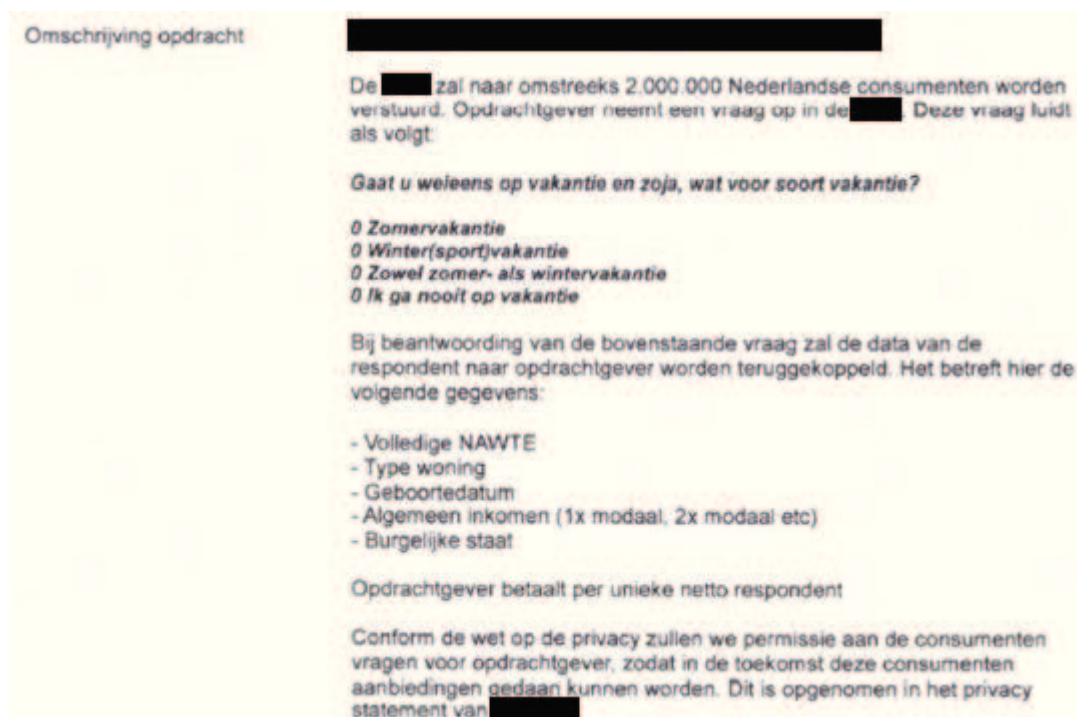 Omschrijving opdracht
De zal naar omstreeks 2.000.000 Nederlandse consumenten worden
verstuurd. Opdrachtgever neemt een vraag op in de . Deze vraag luidt
als volgt:
Gaat u weleens op vakantie en zoja, wat voor soort vakantie?
0 Zomervakantie
0 Winter(sport)vakantie
0 Zowel zomer- als wintervakantie
0 Ik ga nooit op vakantie
Bij beantwoording van de bovenstaande vraag zal de data van de
respondent naar opdrachtgever worden teruggekoppeld. Het betreft hier de
volgende gegevens:
- Volledige NAWTE
- Type woning
- Geboortedatum
- Algemeen inkomen (1x modaal, 2x modaal etc)
- Burgelijke staat
Opdrachtgever betaalt per unieke netto respondent
Conform de wet op de privacy zullen we permissie aan de consumenten
vragen voor opdrachtgever, zodat in de toekomst deze consumenten
aanbiedingen gedaan kunnen worden. Dit is opgenomen in het privacy
statement van